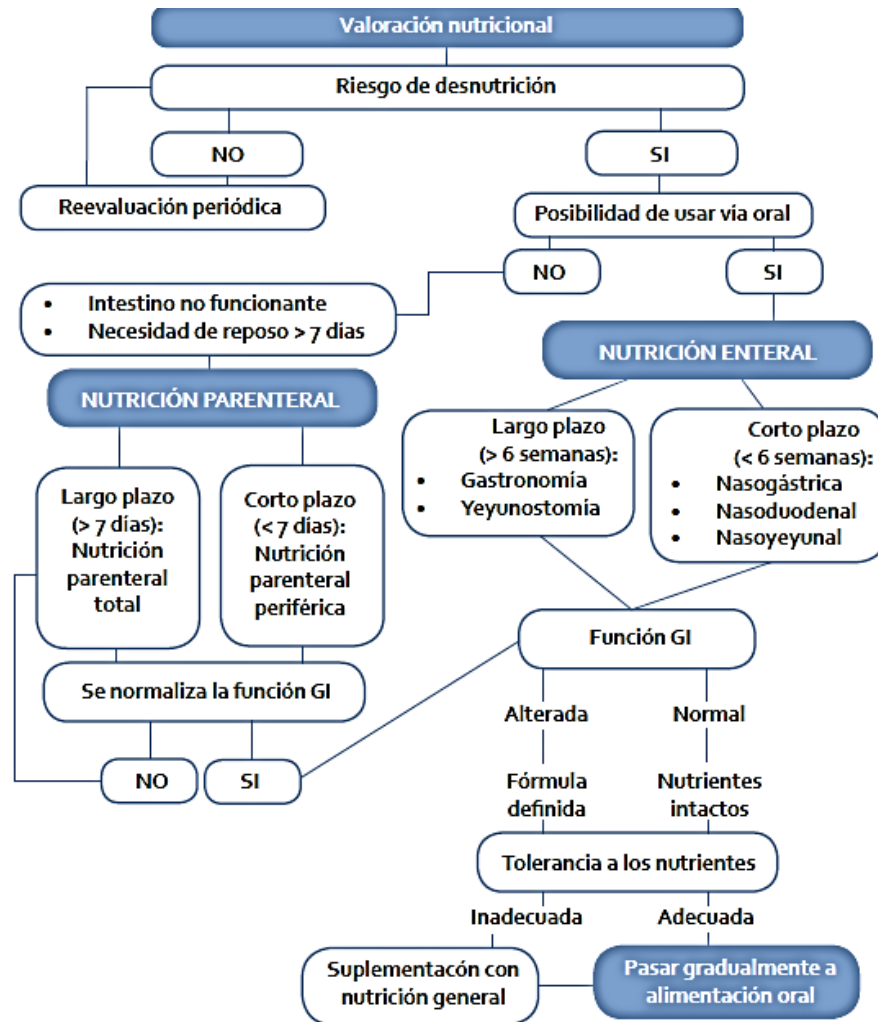 Valoración nutricional
Riesgo de desnutrición
NO
SI
Reevaluación periódica
Posibilidad de usar vía oral
NO
SI
• Intestino no funcionante
• Necesidad de reposo > 7 días
NUTRICIÓN ENTERAL
NUTRICIÓN PARENTERAL
Largo plazo
(> 6 semanas):
• Gastronomía
• Yeyunostomía
Corto plazo
(< 6 semanas):
• Nasogástrica
• Nasoduodenal
• Nasoyeyunal
Largo plazo
(> 7 días):
Nutrición
parenteral
total
Corto plazo
(< 7 días):
Nutrición
parenteral
periférica
Función GI
Se normaliza la función GI
NO
SI
Alterada
Normal
Fórmula
definida
Nutrientes
intactos
Tolerancia a los nutrientes
Inadecuada
Adecuada
Suplementacón con
nutrición general
Pasar gradualmente a
alimentación oral